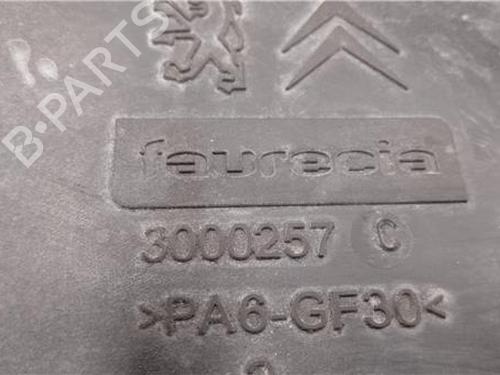 B-PARTS
faurecia
3000257 C
>PA6-GF30<